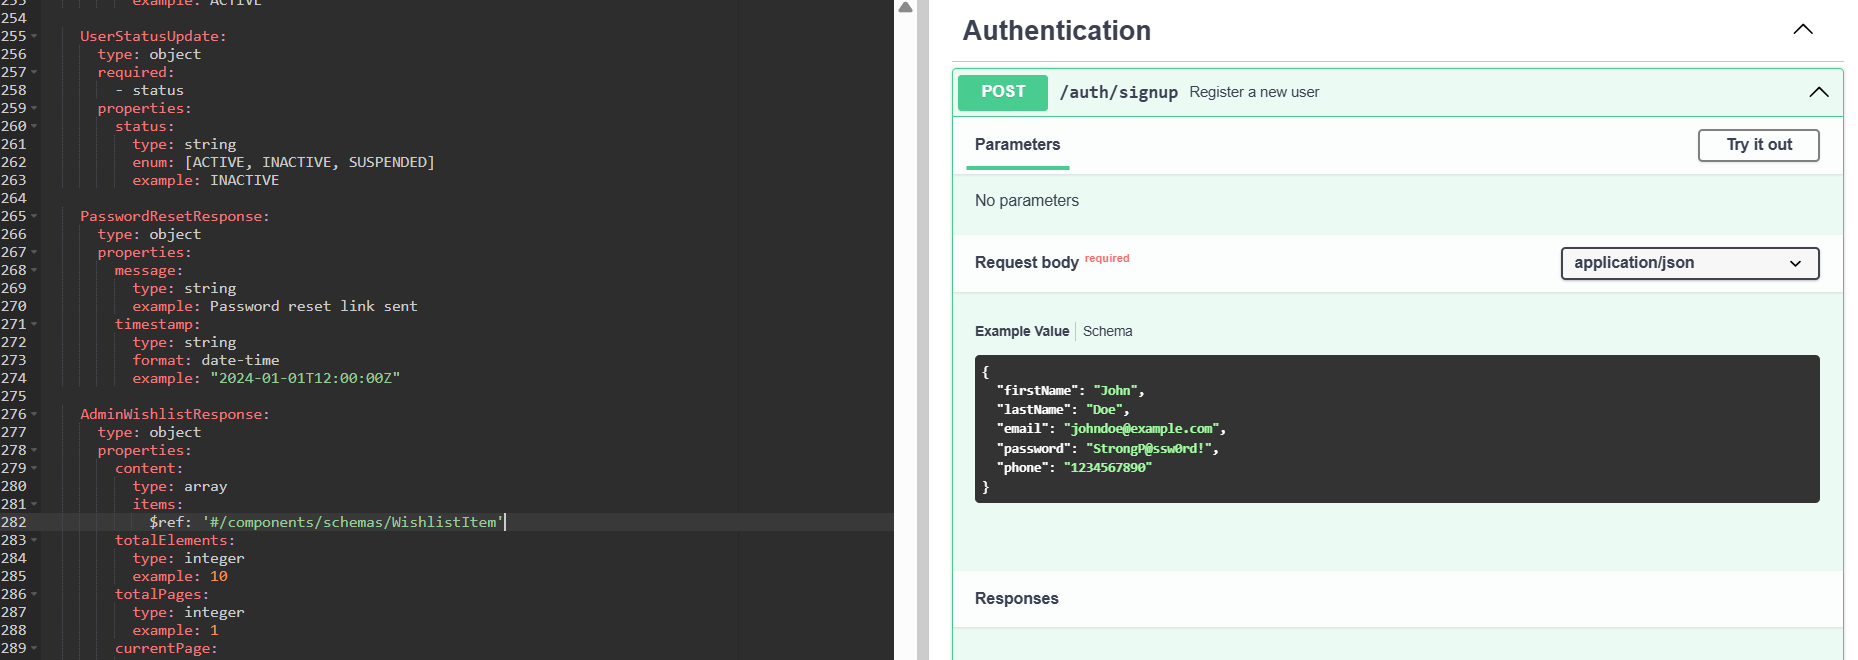 253 example: ACTIVE
254
255 UserStatusUpdate:
256 type: object
257 required:
258 - status
259 properties:
260 status:
261 type: string
262 enum: [ACTIVE, INACTIVE, SUSPENDED]
263 example: INACTIVE
264
265 PasswordResetResponse:
266 type: object
267 properties:
268 message:
269 type: string
270 example: Password reset link sent
271 timestamp:
272 type: string
273 format: date-time
274 example: "2024-01-01T12:00:00Z"
275
276 AdminWishlistResponse:
277 type: object
278 properties:
279 content:
280 type: array
281 items:
282 $ref: '#/components/schemas/WishlistItem'
283 totalElements:
284 type: integer
285 example: 10
286 totalPages:
287 type: integer
288 example: 1
289 currentPage:
Authentication
POST /auth/signup Register a new user
Parameters
Try it out
No parameters
Request body required
application/json
Example Value Schema
{
"firstName": "John",
"lastName": "Doe",
"email": "johndoe@example.com",
"password": "StrongP@ssw0rd!",
"phone": "1234567890"
}
Responses